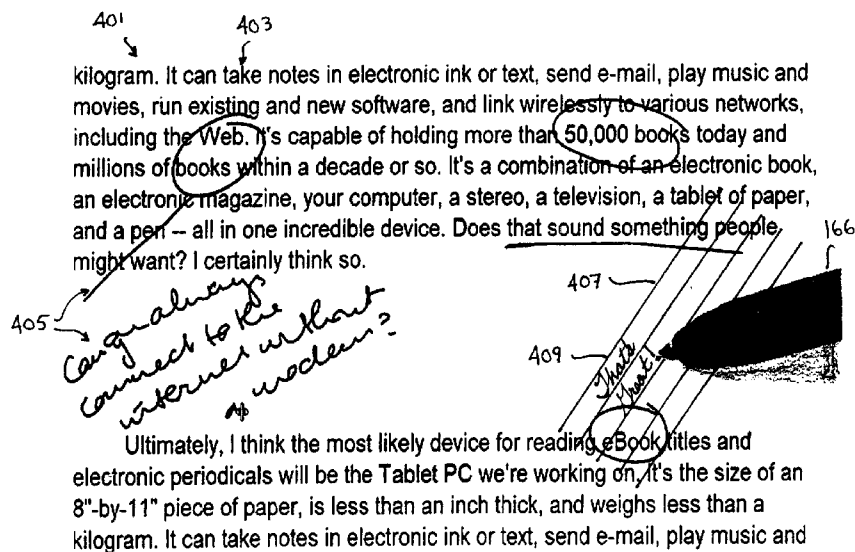 401
403
kilogram. It can take notes in electronic ink or text, send e-mail, play music and
movies, run existing and new software, and link wirelessly to various networks,
including the Web. It's capable of holding more than 50,000 books today and
millions of books within a decade or so. It's a combination of an electronic book,
an electronic magazine, your computer, a stereo, a television, a tablet of paper,
and a pen – all in one incredible device. Does that sound something people
might want? I certainly think so.
166
407
405
409
Can you always
connect to the
internet without
a modem?
That's
Great!
Ultimately, I think the most likely device for reading eBook titles and
electronic periodicals will be the Tablet PC we're working on. It's the size of an
8"-by-11" piece of paper, is less than an inch thick, and weighs less than a
kilogram. It can take notes in electronic ink or text, send e-mail, play music and